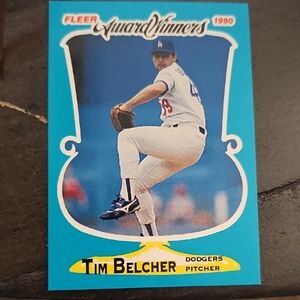 FLEER Award Winners 1990
TIM BELCHER DODGERS
PITCHER